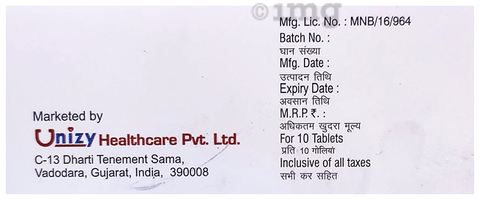 1mg
Mfg. Lic. No. : MNB/16/964
Batch No. :
घान संख्या
Mfg. Date :
उत्पादन तिथि
Expiry Date :
अवसान तिथि
M.R.P. ₹. :
अधिकतम खुदरा मूल्य
For 10 Tablets
प्रति 10 गोलियां
Inclusive of all taxes
सभी कर सहित
Marketed by
Unizy Healthcare Pvt. Ltd.
C-13 Dharti Tenement Sama,
Vadodara, Gujarat, India, 390008